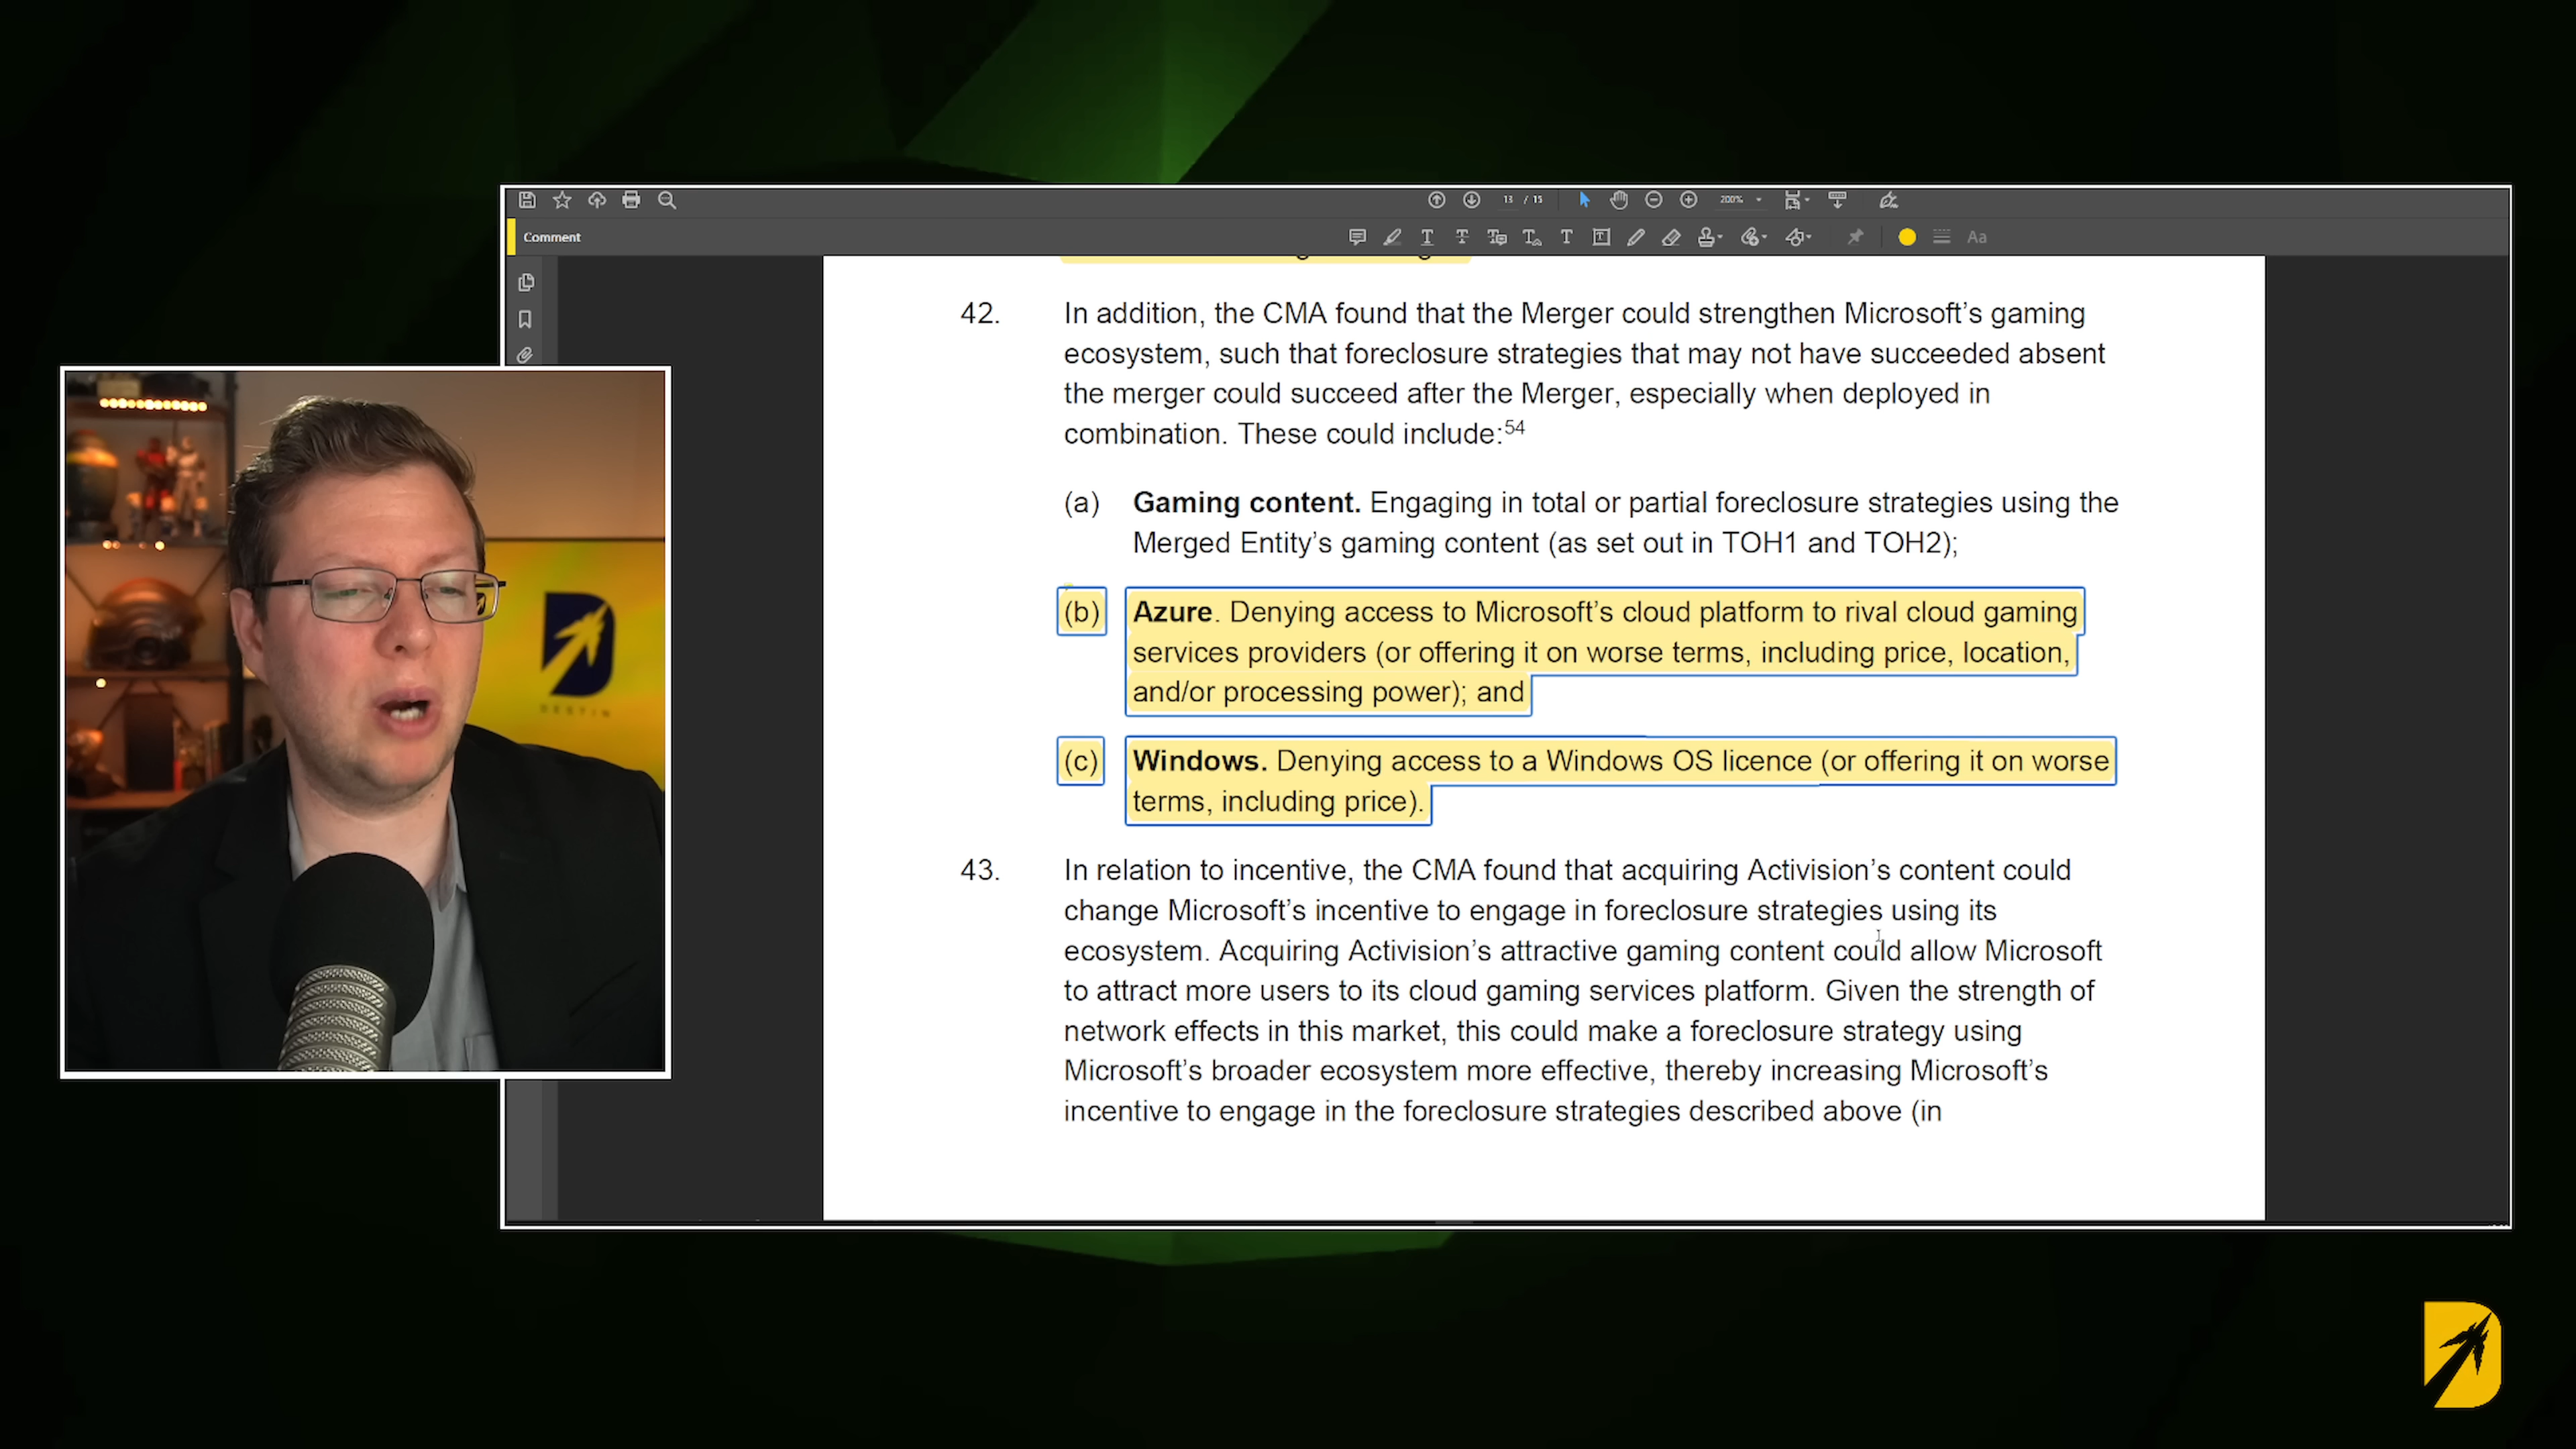 13 / 15
200%
Comment
Aa
42. In addition, the CMA found that the Merger could strengthen Microsoft’s gaming
ecosystem, such that foreclosure strategies that may not have succeeded absent
the merger could succeed after the Merger, especially when deployed in
combination. These could include:54
(a) Gaming content. Engaging in total or partial foreclosure strategies using the
Merged Entity’s gaming content (as set out in TOH1 and TOH2);
(b) Azure. Denying access to Microsoft’s cloud platform to rival cloud gaming
services providers (or offering it on worse terms, including price, location,
and/or processing power); and
(c) Windows. Denying access to a Windows OS licence (or offering it on worse
terms, including price).
43. In relation to incentive, the CMA found that acquiring Activision’s content could
change Microsoft’s incentive to engage in foreclosure strategies using its
ecosystem. Acquiring Activision’s attractive gaming content could allow Microsoft
to attract more users to its cloud gaming services platform. Given the strength of
network effects in this market, this could make a foreclosure strategy using
Microsoft’s broader ecosystem more effective, thereby increasing Microsoft’s
incentive to engage in the foreclosure strategies described above (in
DESTIN